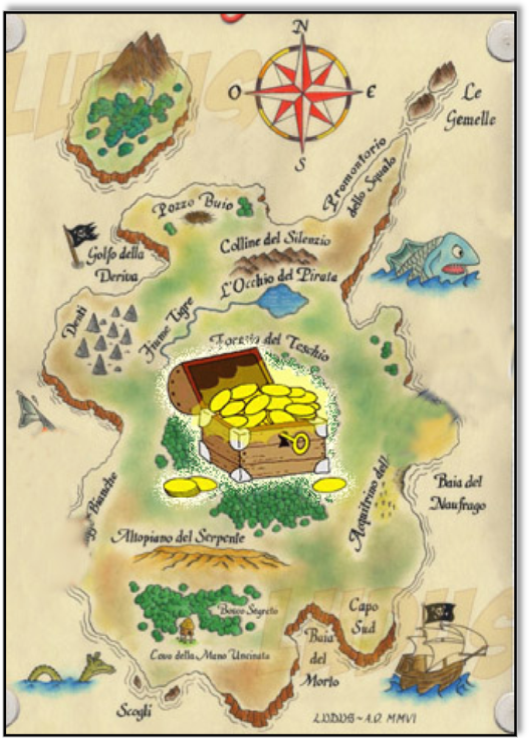 LUDUS
N
O
E
S
Le
Gemelle
Promontorio
dello Squalo
Pozzo Buio
Golfo della
Deriva
Colline del Silenzio
L'Occhio del Pirata
Denti
Fiume Tigre
del Teschio
Bianche
Acquitrino dell'
Baia del
Naufrago
Altopiano del Serpente
Bosco Segreto
Covo della Mano Uncinata
Capo
Sud
Baia
del
Morto
Scogli
LUDUS
LUDUS ~ A.D. MMVI